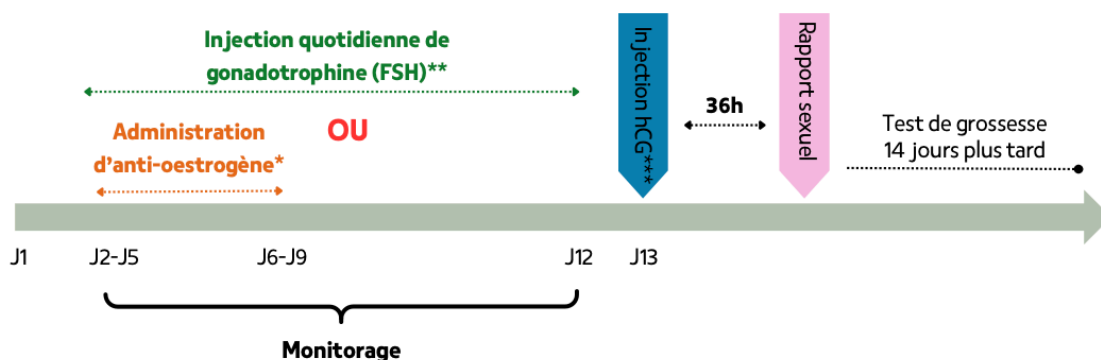 Injection quotidienne de
gonadotrophine (FSH)**
Administration
d'anti-oestrogène*
OU
Injection hCG***
36h
Rapport sexuel
Test de grossesse
14 jours plus tard
J1
J2-J5
J6-J9
J12
J13
Monitorage